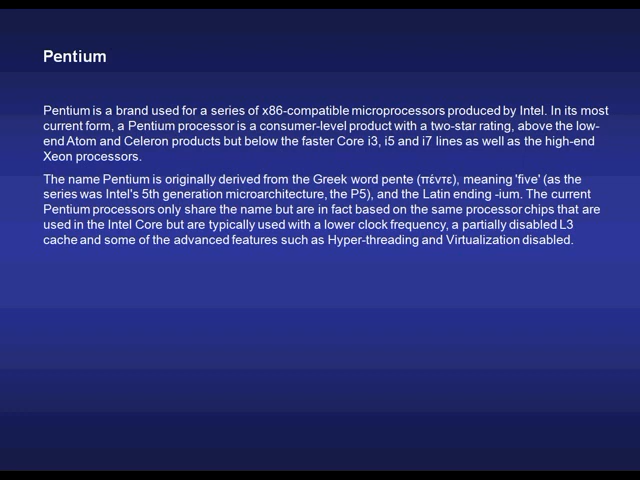 Pentium
Pentium is a brand used for a series of x86-compatible microprocessors produced by Intel. In its most
current form, a Pentium processor is a consumer-level product with a two-star rating, above the low-
end Atom and Celeron products but below the faster Core i3, i5 and i7 lines as well as the high-end
Xeon processors.
The name Pentium is originally derived from the Greek word pente (πέντε), meaning 'five' (as the
series was Intel's 5th generation microarchitecture, the P5), and the Latin ending -ium. The current
Pentium processors only share the name but are in fact based on the same processor chips that are
used in the Intel Core but are typically used with a lower clock frequency, a partially disabled L3
cache and some of the advanced features such as Hyper-threading and Virtualization disabled.